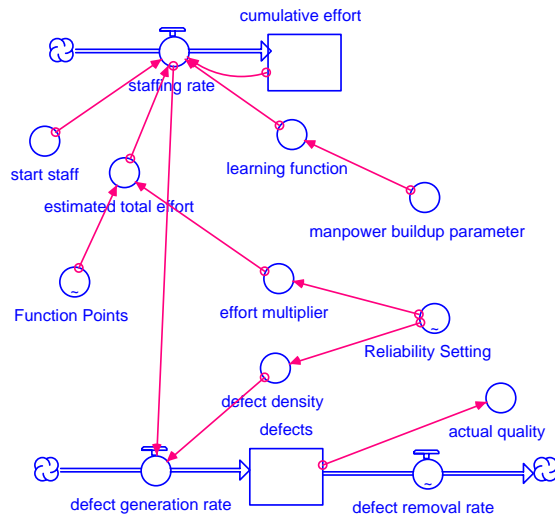 cumulative effort
staffing rate
start staff
learning function
estimated total effort
manpower buildup parameter
~
Function Points
effort multiplier
~
Reliability Setting
defect density
actual quality
defects
defect generation rate
~
defect removal rate